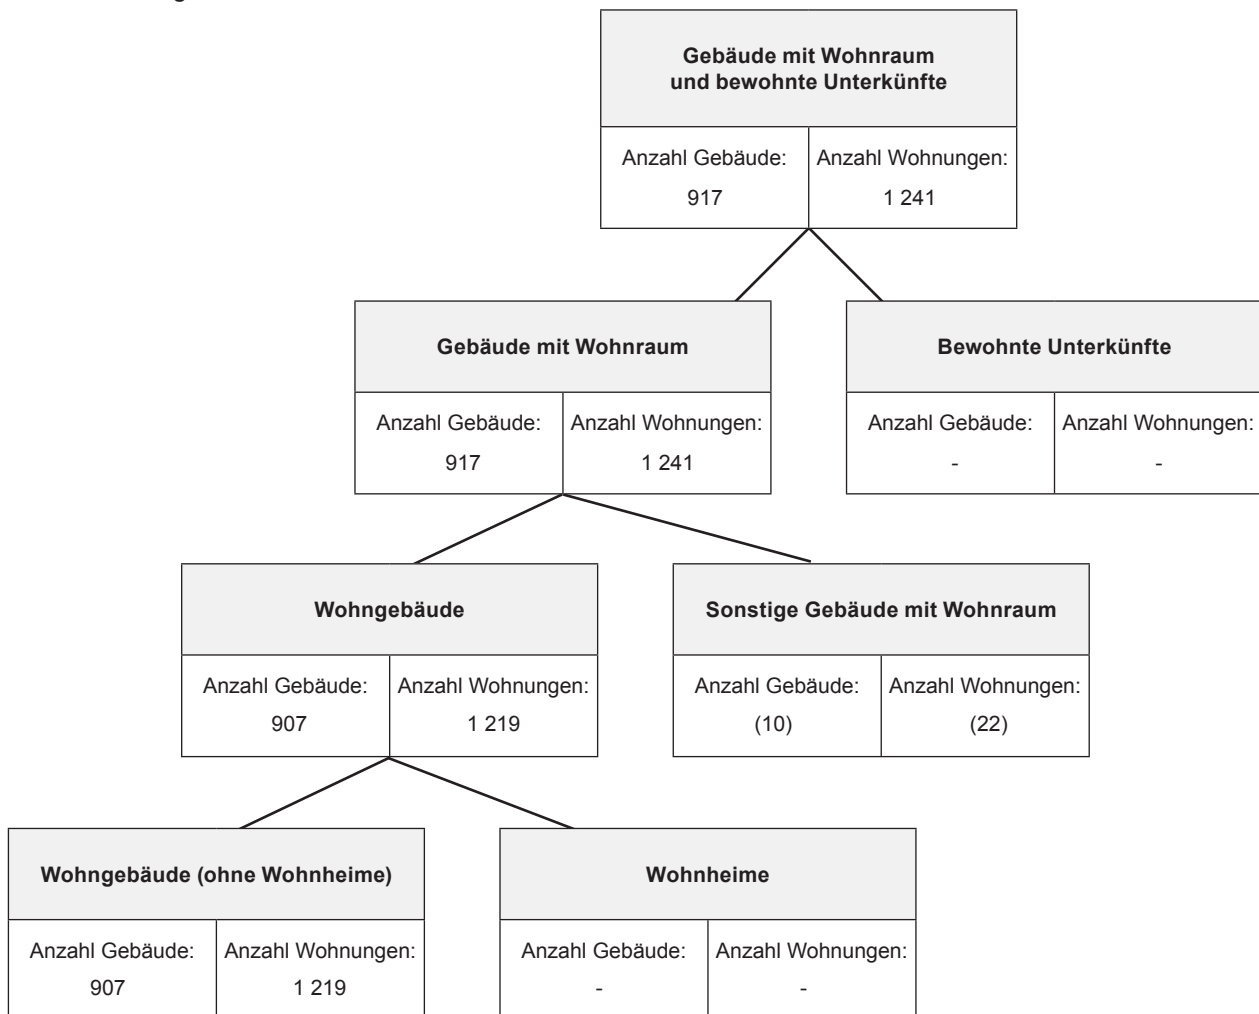 Gebäude mit Wohnraum
und bewohnte Unterkünfte
Anzahl Gebäude: Anzahl Wohnungen:
917 1 241
Gebäude mit Wohnraum
Anzahl Gebäude: Anzahl Wohnungen:
917 1 241
Bewohnte Unterkünfte
Anzahl Gebäude: Anzahl Wohnungen:
- -
Wohngebäude
Anzahl Gebäude: Anzahl Wohnungen:
907 1 219
Sonstige Gebäude mit Wohnraum
Anzahl Gebäude: Anzahl Wohnungen:
(10) (22)
Wohngebäude (ohne Wohnheime)
Anzahl Gebäude: Anzahl Wohnungen:
907 1 219
Wohnheime
Anzahl Gebäude: Anzahl Wohnungen:
- -